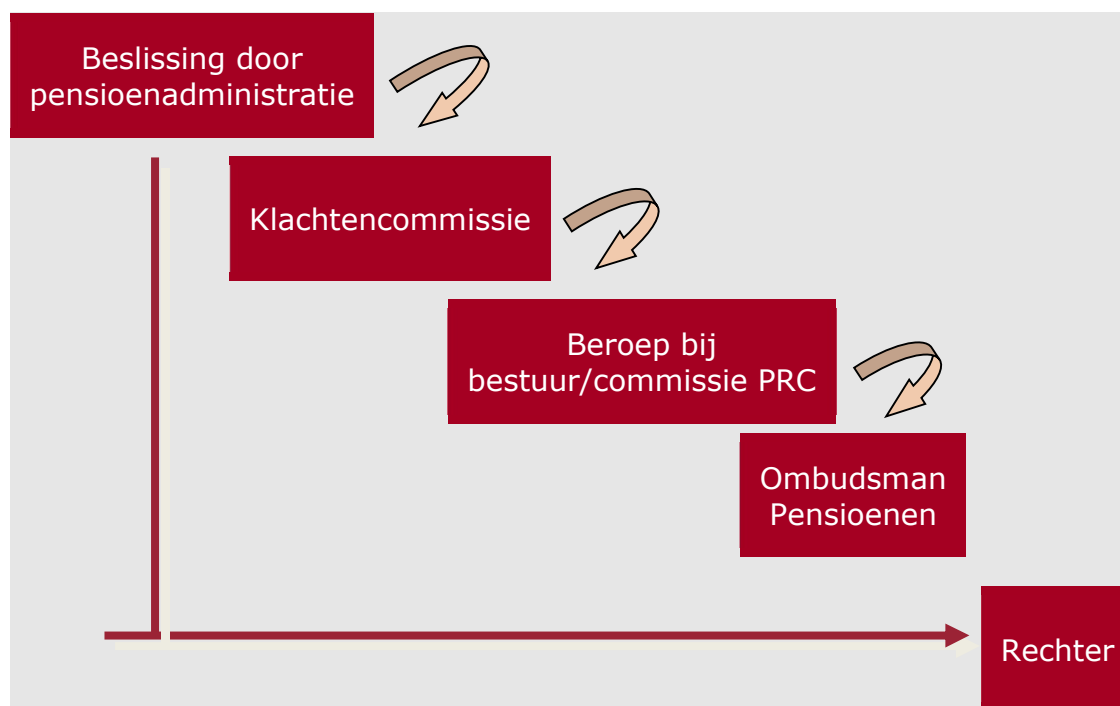 Beslissing door
pensioenadministratie
Klachtencommissie
Beroep bij
bestuur/commissie PRC
Ombudsman
Pensioenen
Rechter